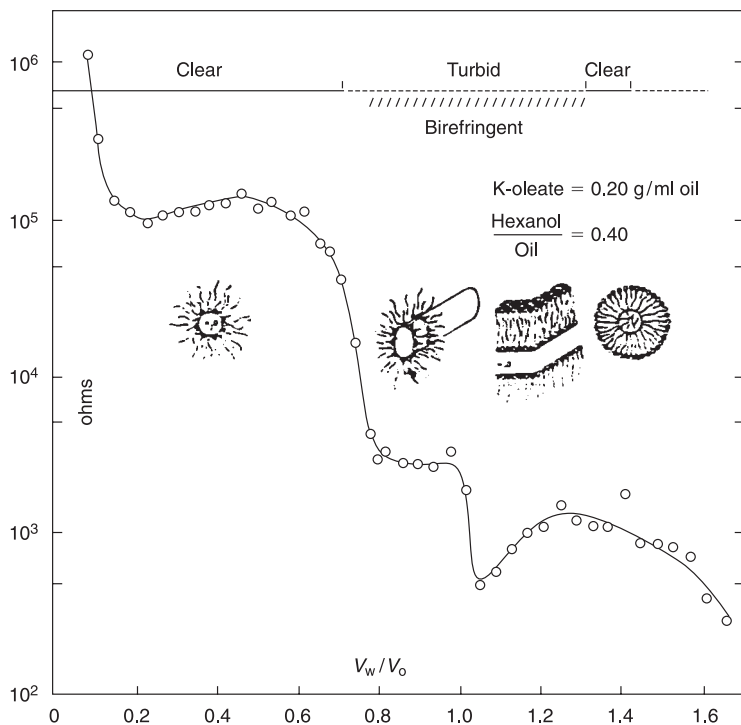 10⁶
Clear Turbid Clear
Birefringent
K-oleate = 0.20 g/ml oil
Hexanol
Oil
= 0.40
10⁵
10⁴
ohms
10³
10²
V_w/V_o
0 0.2 0.4 0.6 0.8 1.0 1.2 1.4 1.6